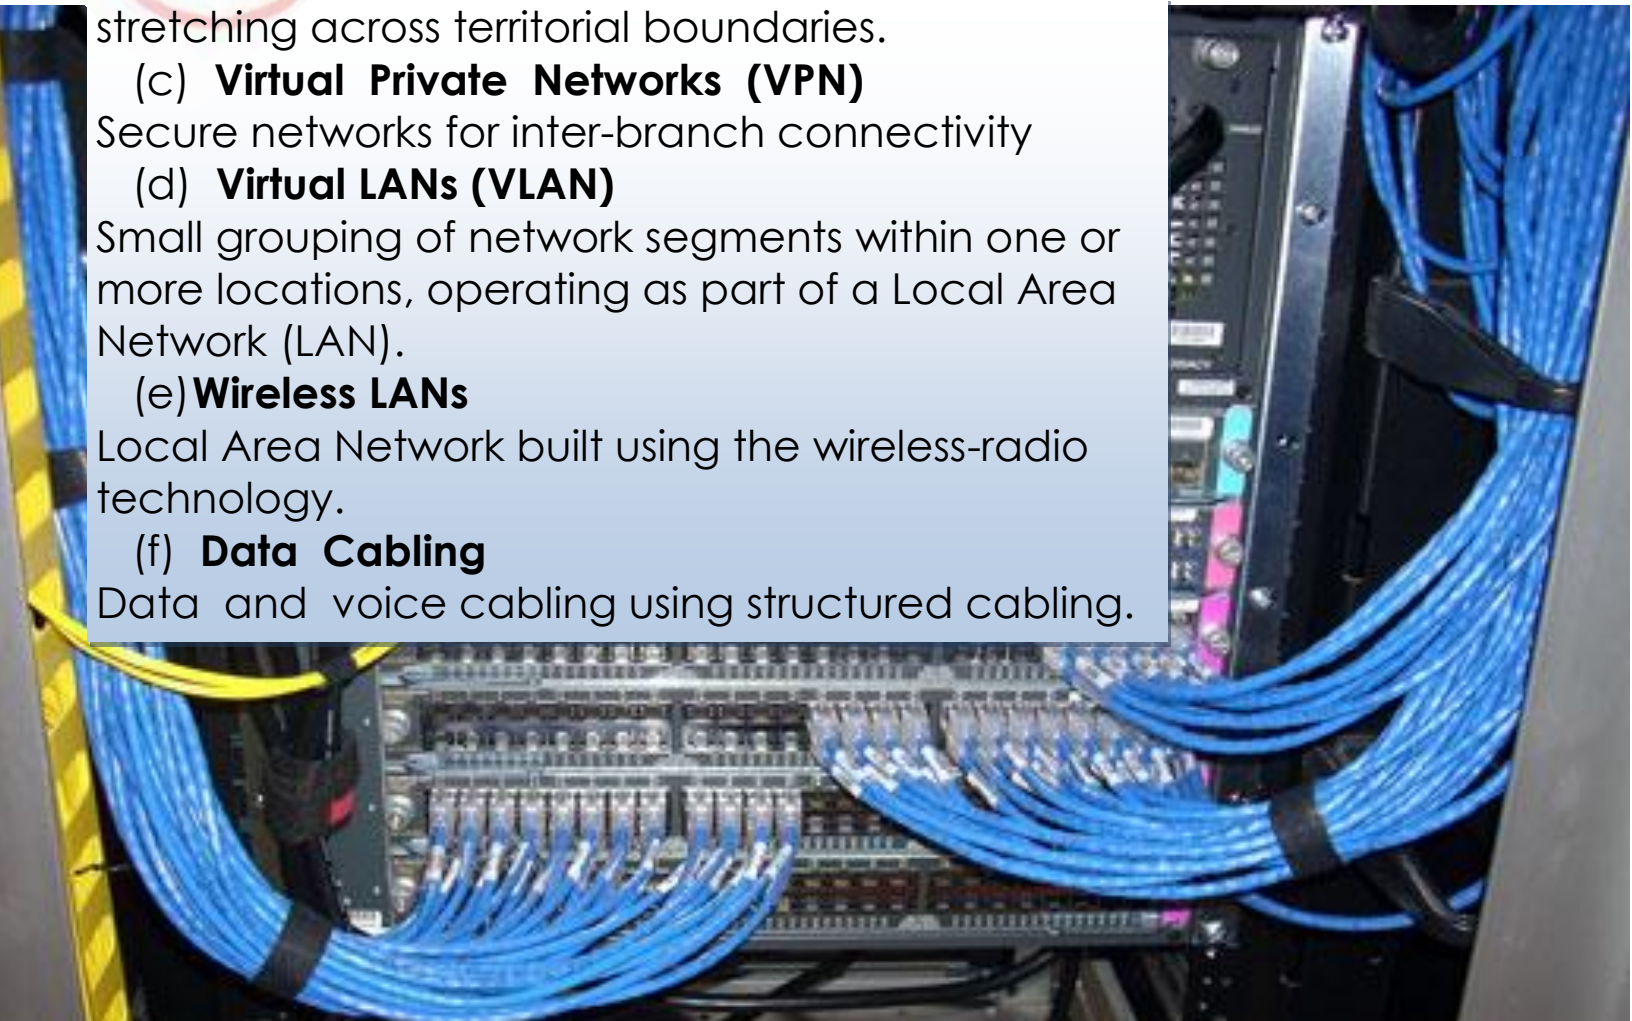 stretching across territorial boundaries.
(c) Virtual Private Networks (VPN)
Secure networks for inter-branch connectivity
(d) Virtual LANs (VLAN)
Small grouping of network segments within one or
more locations, operating as part of a Local Area
Network (LAN).
(e)Wireless LANs
Local Area Network built using the wireless-radio
technology.
(f) Data Cabling
Data and voice cabling using structured cabling.